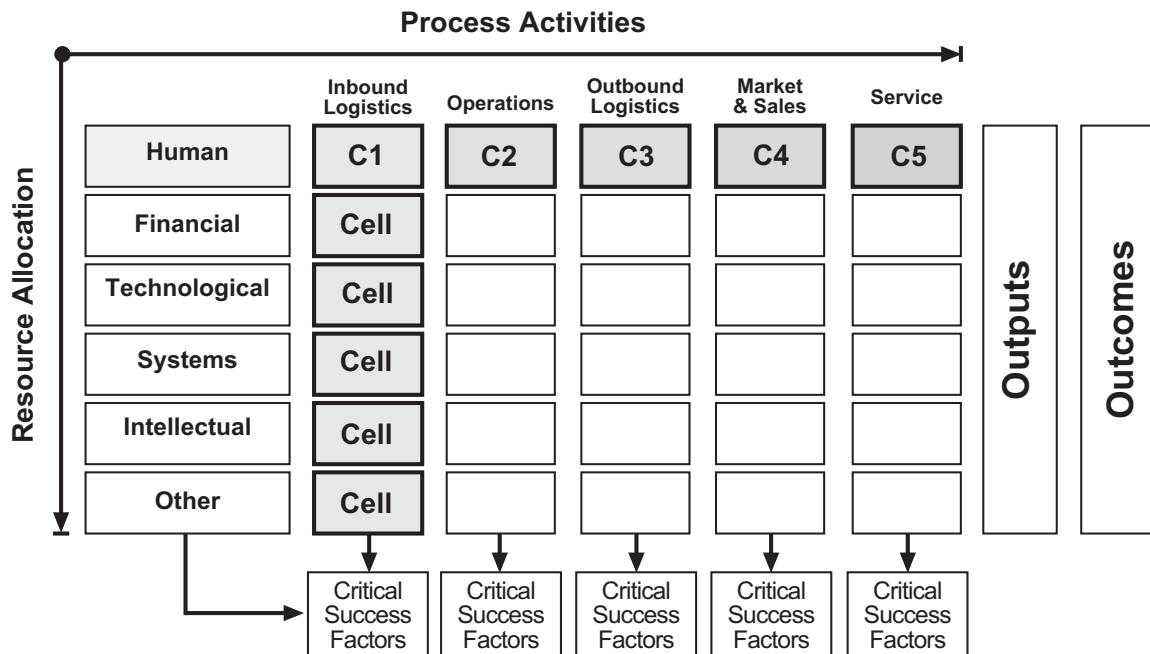 Process Activities
Inbound
Logistics
Operations
Outbound
Logistics
Market
& Sales
Service
Resource Allocation
Human
C1
C2
C3
C4
C5
Financial
Cell
Technological
Cell
Systems
Cell
Intellectual
Cell
Other
Cell
Outputs
Outcomes
Critical
Success
Factors
Critical
Success
Factors
Critical
Success
Factors
Critical
Success
Factors
Critical
Success
Factors